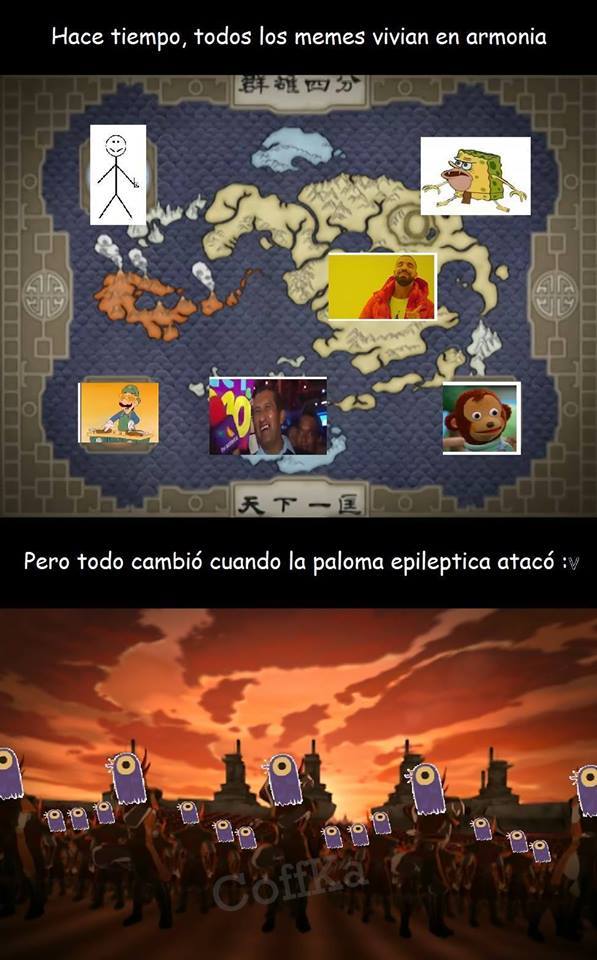 Hace tiempo, todos los memes vivian en armonia
群雄四分
30
天下一匡
Pero todo cambió cuando la paloma epileptica atacó :v
CoffKa